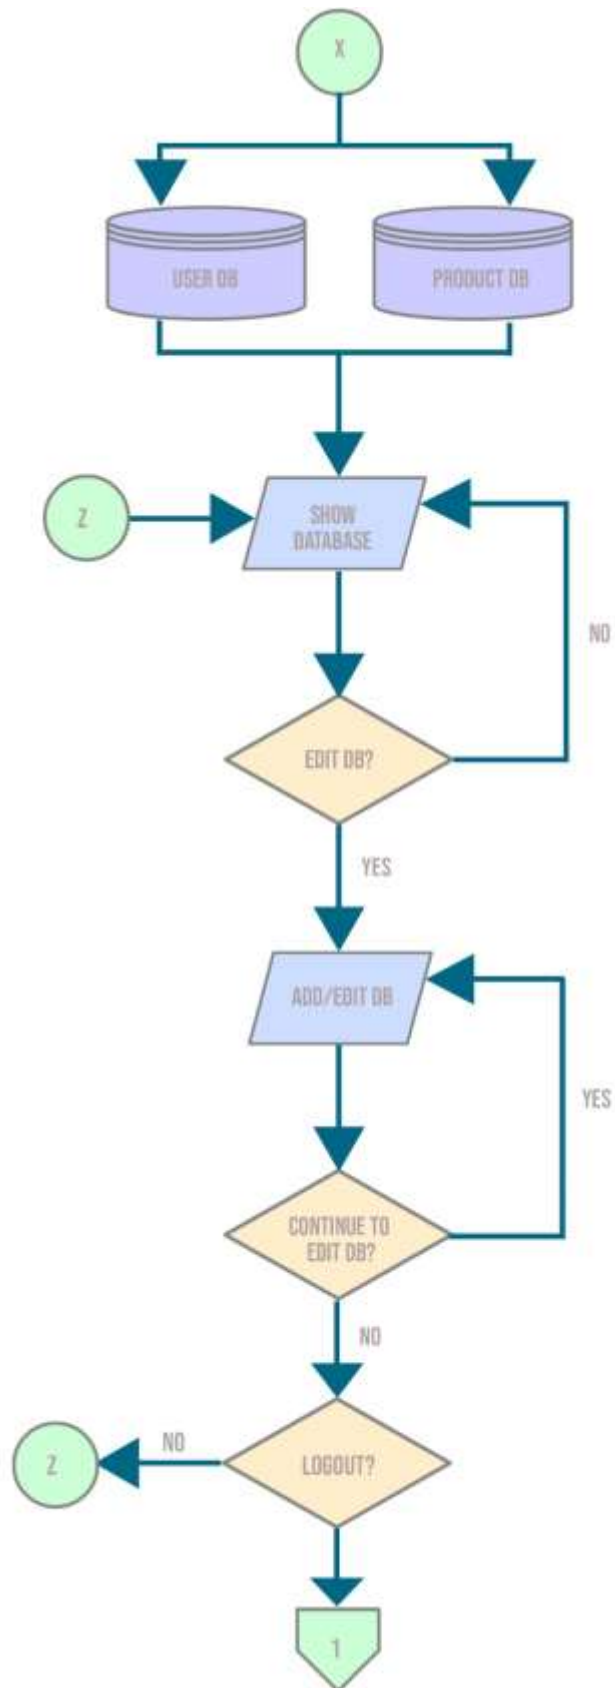 X
USER DB
PRODUCT DB
Z
SHOW
DATABASE
NO
EDIT DB?
YES
ADD/EDIT DB
YES
CONTINUE TO
EDIT DB?
NO
NO
Z
LOGOUT?
1